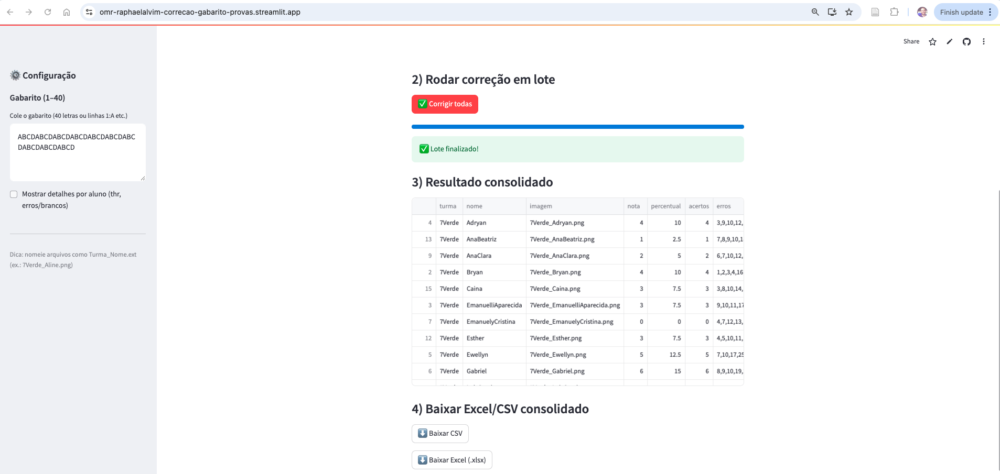 omr-raphaelalvim-correcao-gabarito-provas.streamlit.app
Finish update
Share
Configuração
Gabarito (1–40)
Cole o gabarito (40 letras ou linhas 1:A etc.)
ABCDABCDABCDABCDABCDABCDABC
DABCDABCDABCD
Mostrar detalhes por aluno (thr,
erros/brancos)
Dica: nomeie arquivos como Turma_Nome.ext
(ex.: 7Verde_Aline.png)
2) Rodar correção em lote
Corrigir todas
Lote finalizado!
3) Resultado consolidado
turma nome imagem nota percentual acertos erros
4 7Verde Adryan 7Verde_Adryan.png 4 10 4 3,9,10,12,
13 7Verde AnaBeatriz 7Verde_AnaBeatriz.png 1 2.5 1 7,8,9,10,1
9 7Verde AnaClara 7Verde_AnaClara.png 2 5 2 6,7,10,12,
2 7Verde Bryan 7Verde_Bryan.png 4 10 4 1,2,3,4,16
15 7Verde Caina 7Verde_Caina.png 3 7.5 3 3,8,10,14,
3 7Verde EmanuelliAparecida 7Verde_EmanuelliAparecida.png 3 7.5 3 9,10,11,17
7 7Verde EmanuelyCristina 7Verde_EmanuelyCristina.png 0 0 0 4,7,12,13,
12 7Verde Esther 7Verde_Esther.png 3 7.5 3 4,5,10,11,
5 7Verde Ewellyn 7Verde_Ewellyn.png 5 12.5 5 7,10,17,25
6 7Verde Gabriel 7Verde_Gabriel.png 6 15 6 8,9,10,19,
4) Baixar Excel/CSV consolidado
Baixar CSV
Baixar Excel (.xlsx)